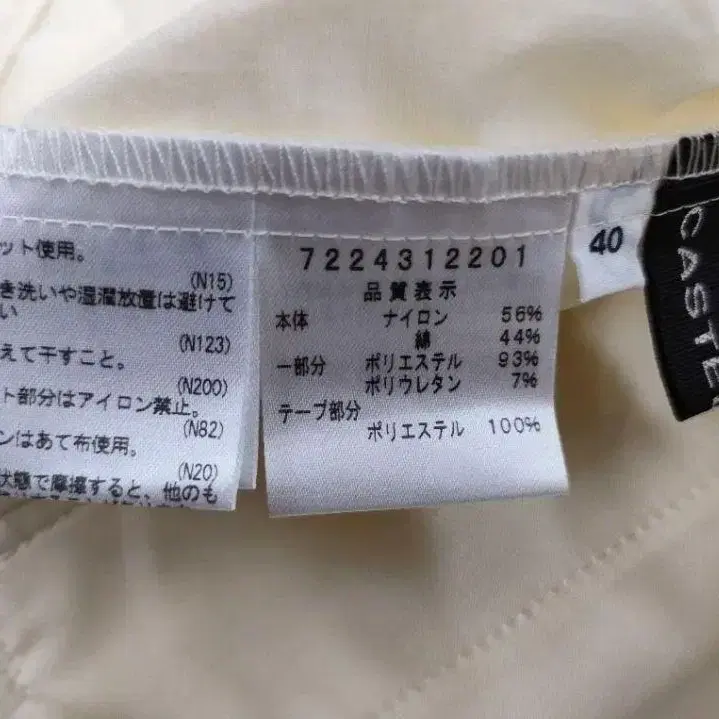 ット使用。
(N15)
き洗いや湿潤放置は避けて
い
(N123)
えて干すこと。
(N200)
ト部分はアイロン禁止。
(N82)
ンはあて布使用。
(N20)
状態で摩擦すると、他のも
7224312201
品質表示
本体 ナイロン 56%
綿 44%
一部分 ポリエステル 93%
ポリウレタン 7%
テープ部分
ポリエステル 100%
40
CASTE